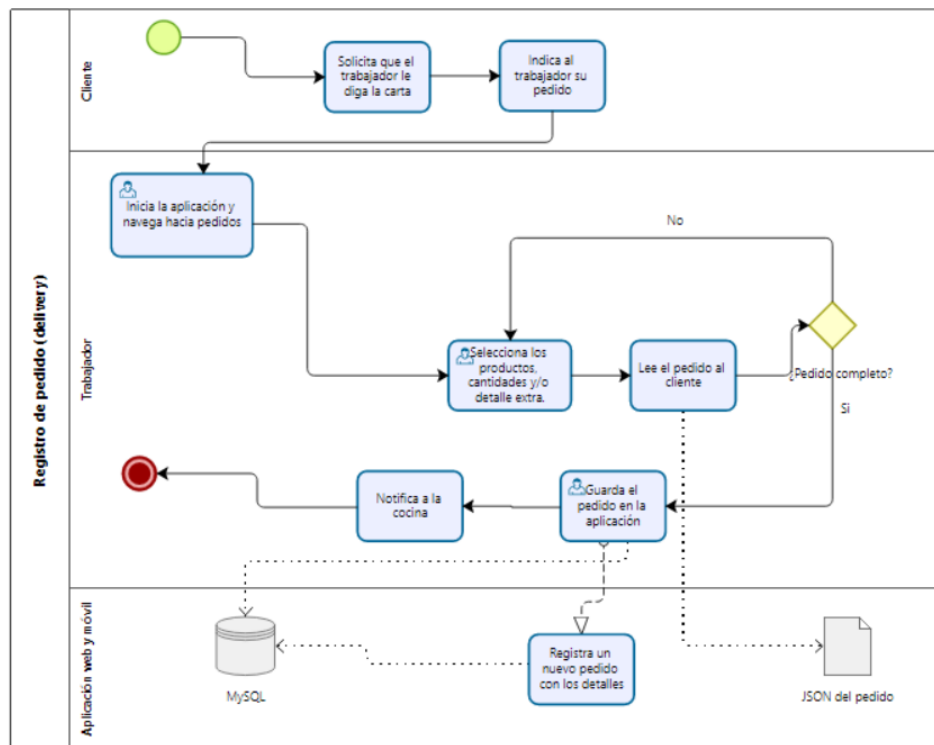 Registro de pedido (delivery)
Cliente
Solicita que el
trabajador le
diga la carta
Indica al
trabajador su
pedido
Trabajador
Inicia la aplicación y
navega hacia pedidos
No
Selecciona los
productos,
cantidades y/o
detalle extra.
Lee el pedido al
cliente
¿Pedido completo?
Si
Notifica a la
cocina
Guarda el
pedido en la
aplicación
Aplicación web y móvil
MySQL
Registra un
nuevo pedido
con los detalles
JSON del pedido